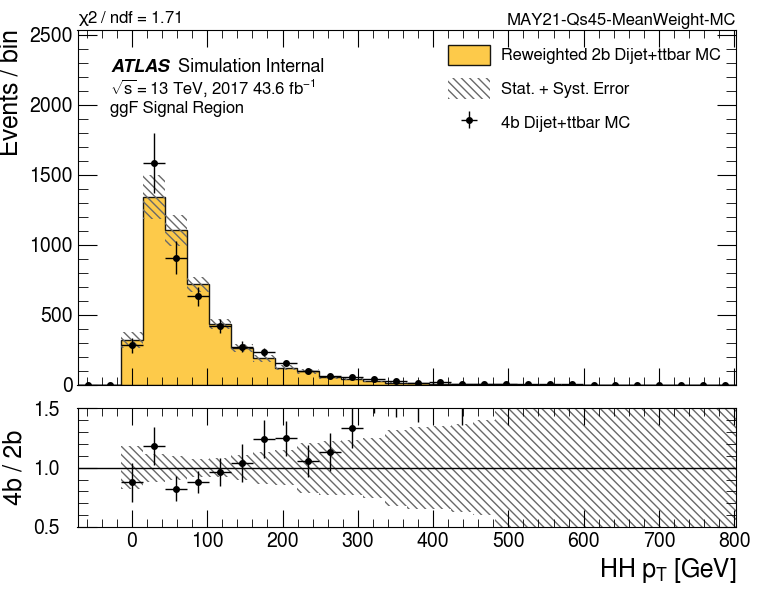 χ2 / ndf = 1.71
MAY21-Qs45-MeanWeight-MC
ATLAS Simulation Internal
√s = 13 TeV, 2017 43.6 fb⁻¹
ggF Signal Region
Reweighted 2b Dijet+ttbar MC
Stat. + Syst. Error
4b Dijet+ttbar MC
Events / bin
2500
2000
1500
1000
500
0
4b / 2b
1.5
1.0
0.5
0 100 200 300 400 500 600 700 800
HH pT [GeV]